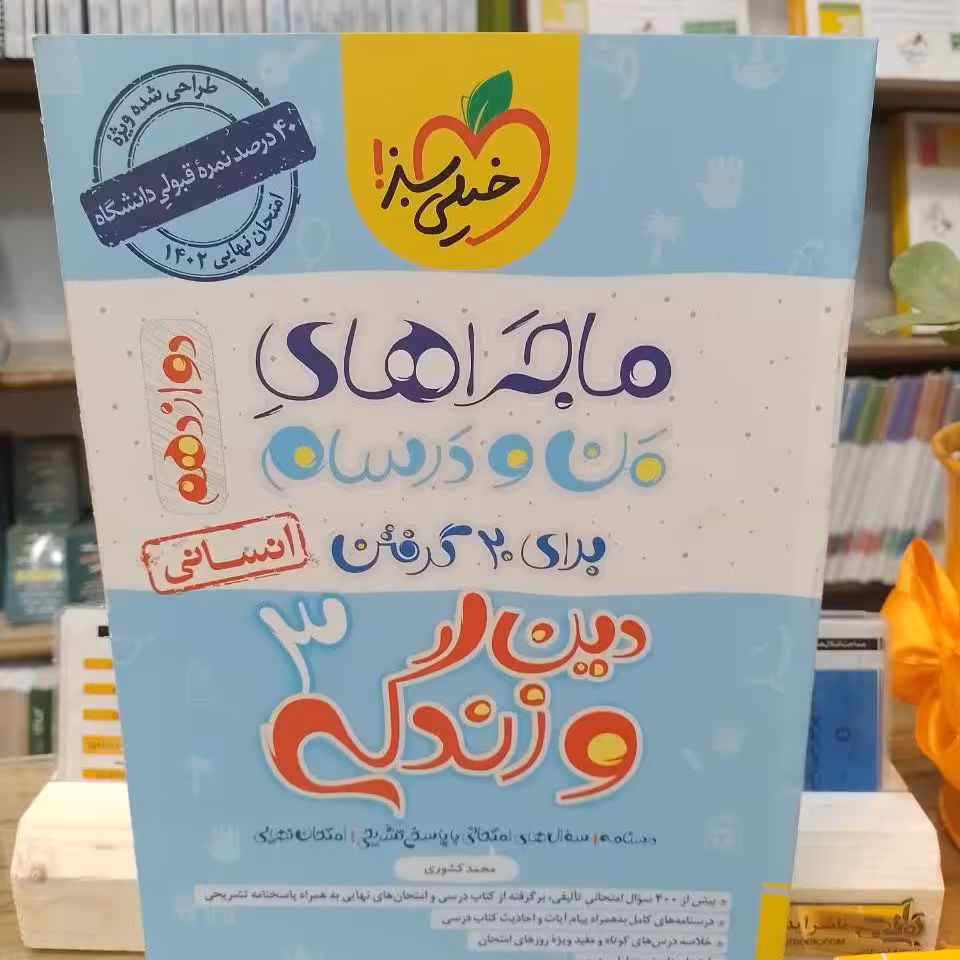 طراحی شده ویژهٔ
۴۰ درصد نمرهٔ قبولی دانشگاه
امتحان نهایی ۱۴۰۲
خیلی سبز!
ماجراهای
من و درسام
دوازدهم
برای ۲۰ گرفتن
انسانی
دین
و زندگی ۳
درسنامه | سؤال‌های امتحانی با پاسخ تشریحی | امتحان نهایی
محمد کشوری
بیش از ۴۰۰ سؤال امتحانی تألیفی، برگرفته از کتاب درسی و امتحان‌های نهایی به همراه پاسخنامه تشریحی
درسنامه‌های کامل به‌همراه پیام آیات و احادیث کتاب درسی
خلاصه درس‌های کوتاه و مفید ویژهٔ روزهای امتحان